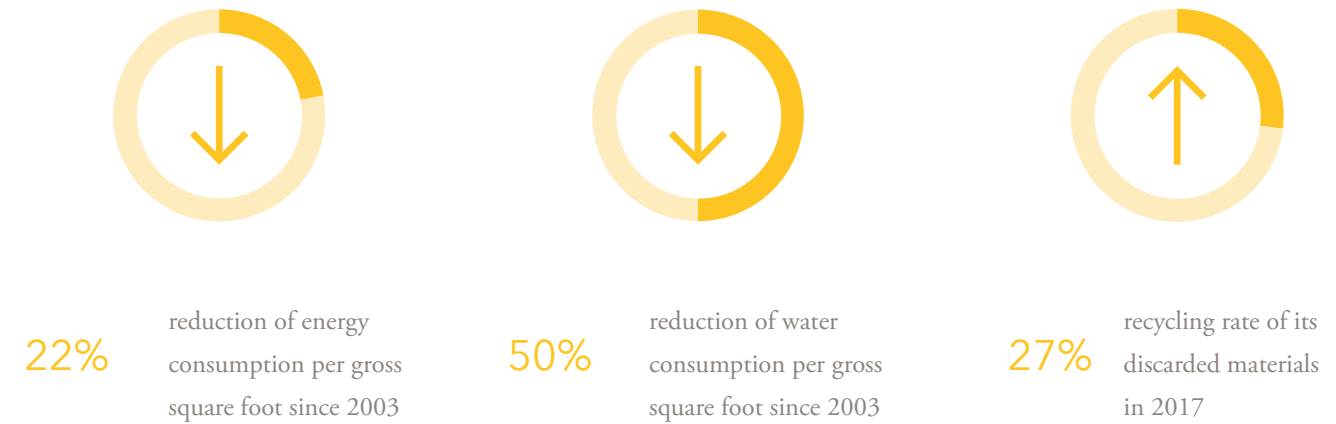 22%
reduction of energy
consumption per gross
square foot since 2003
50%
reduction of water
consumption per gross
square foot since 2003
27%
recycling rate of its
discarded materials
in 2017